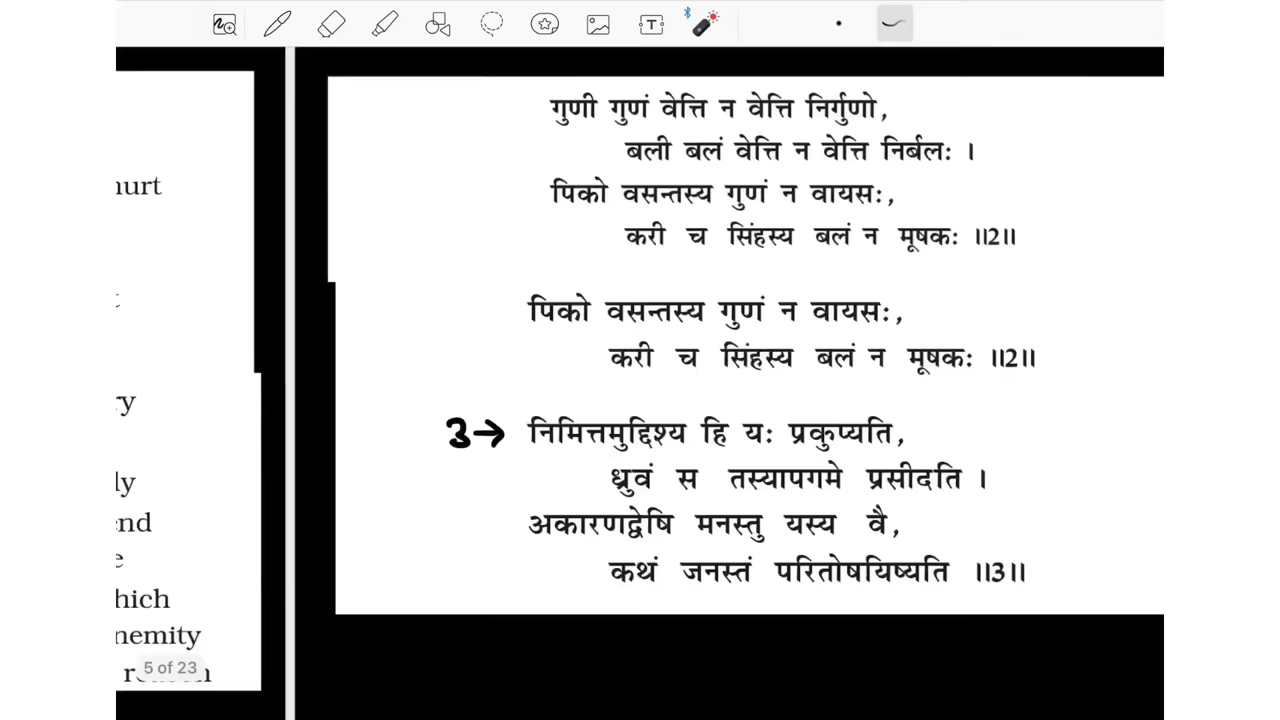 hurt
t
ry
ly
end
e
hich
nemity
5 of 23
गुणी गुणं वेत्ति न वेत्ति निर्गुणो,
बली बलं वेत्ति न वेत्ति निर्बलः ।
पिको वसन्तस्य गुणं न वायसः,
करी च सिंहस्य बलं न मूषकः ॥2॥
पिको वसन्तस्य गुणं न वायसः,
करी च सिंहस्य बलं न मूषकः ॥2॥
3→ निमित्तमुद्दिश्य हि यः प्रकुप्यति,
ध्रुवं स तस्यापगमे प्रसीदति ।
अकारणद्वेषि मनस्तु यस्य वै,
कथं जनस्तं परितोषयिष्यति ॥3॥